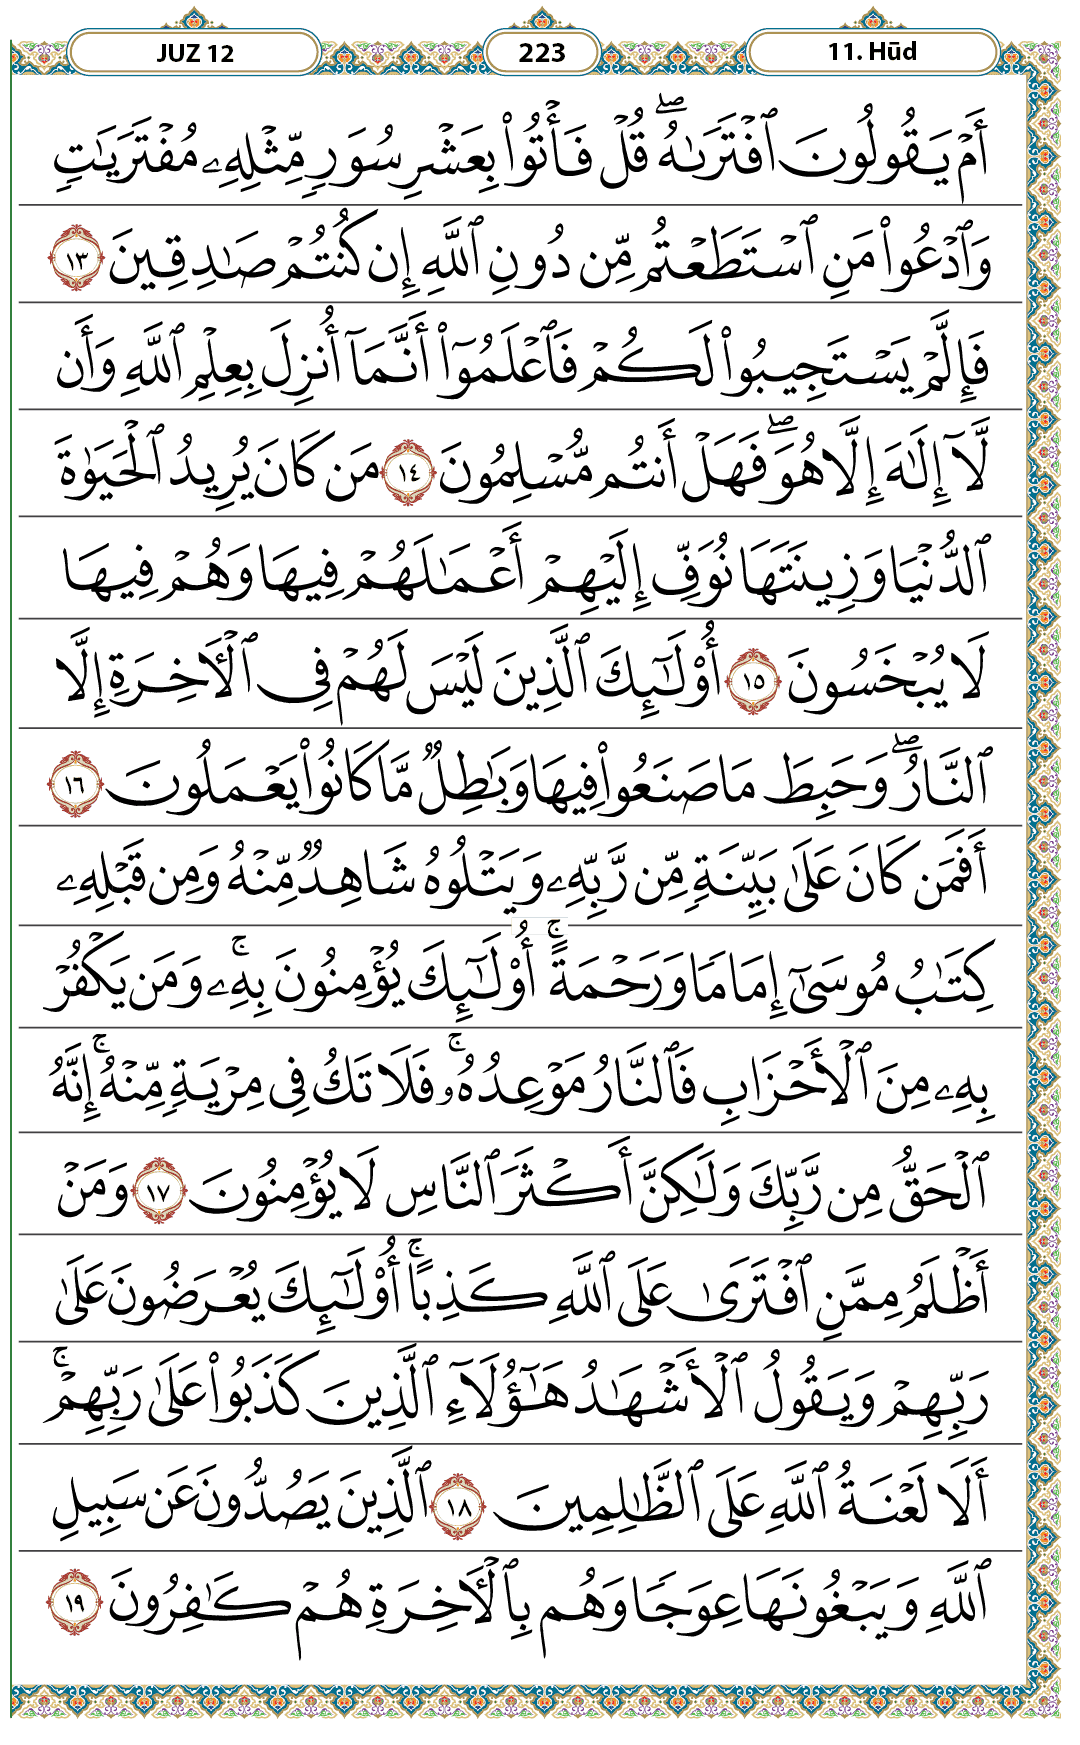 JUZ 12 223 11. Hūd
أَمْ يَقُولُونَ ٱفْتَرَىٰهُ ۖ قُلْ فَأْتُوا۟ بِعَشْرِ سُوَرٍ مِّثْلِهِۦ مُفْتَرَيَـٰتٍ
وَٱدْعُوا۟ مَنِ ٱسْتَطَعْتُم مِّن دُونِ ٱللَّهِ إِن كُنتُمْ صَـٰدِقِينَ ١٣
فَإِلَّمْ يَسْتَجِيبُوا۟ لَكُمْ فَٱعْلَمُوٓا۟ أَنَّمَآ أُنزِلَ بِعِلْمِ ٱللَّهِ وَأَن
لَّآ إِلَـٰهَ إِلَّا هُوَ ۖ فَهَلْ أَنتُم مُّسْلِمُونَ ١٤ مَن كَانَ يُرِيدُ ٱلْحَيَوٰةَ
ٱلدُّنْيَا وَزِينَتَهَا نُوَفِّ إِلَيْهِمْ أَعْمَـٰلَهُمْ فِيهَا وَهُمْ فِيهَا
لَا يُبْخَسُونَ ١٥ أُو۟لَـٰٓئِكَ ٱلَّذِينَ لَيْسَ لَهُمْ فِى ٱلْـَٔاخِرَةِ إِلَّا
ٱلنَّارُ ۖ وَحَبِطَ مَا صَنَعُوا۟ فِيهَا وَبَـٰطِلٌ مَّا كَانُوا۟ يَعْمَلُونَ ١٦
أَفَمَن كَانَ عَلَىٰ بَيِّنَةٍ مِّن رَّبِّهِۦ وَيَتْلُوهُ شَاهِدٌ مِّنْهُ وَمِن قَبْلِهِۦ
كِتَـٰبُ مُوسَىٰٓ إِمَامًا وَرَحْمَةً ۚ أُو۟لَـٰٓئِكَ يُؤْمِنُونَ بِهِۦ ۚ وَمَن يَكْفُرْ
بِهِۦ مِنَ ٱلْأَحْزَابِ فَٱلنَّارُ مَوْعِدُهُۥ ۚ فَلَا تَكُ فِى مِرْيَةٍ مِّنْهُ ۚ إِنَّهُ
ٱلْحَقُّ مِن رَّبِّكَ وَلَـٰكِنَّ أَكْثَرَ ٱلنَّاسِ لَا يُؤْمِنُونَ ١٧ وَمَنْ
أَظْلَمُ مِمَّنِ ٱفْتَرَىٰ عَلَى ٱللَّهِ كَذِبًا ۚ أُو۟لَـٰٓئِكَ يُعْرَضُونَ عَلَىٰ
رَبِّهِمْ وَيَقُولُ ٱلْأَشْهَـٰدُ هَـٰٓؤُلَآءِ ٱلَّذِينَ كَذَبُوا۟ عَلَىٰ رَبِّهِمْ ۚ
أَلَا لَعْنَةُ ٱللَّهِ عَلَى ٱلظَّـٰلِمِينَ ١٨ ٱلَّذِينَ يَصُدُّونَ عَن سَبِيلِ
ٱللَّهِ وَيَبْغُونَهَا عِوَجًا وَهُم بِٱلْـَٔاخِرَةِ هُمْ كَـٰفِرُونَ ١٩